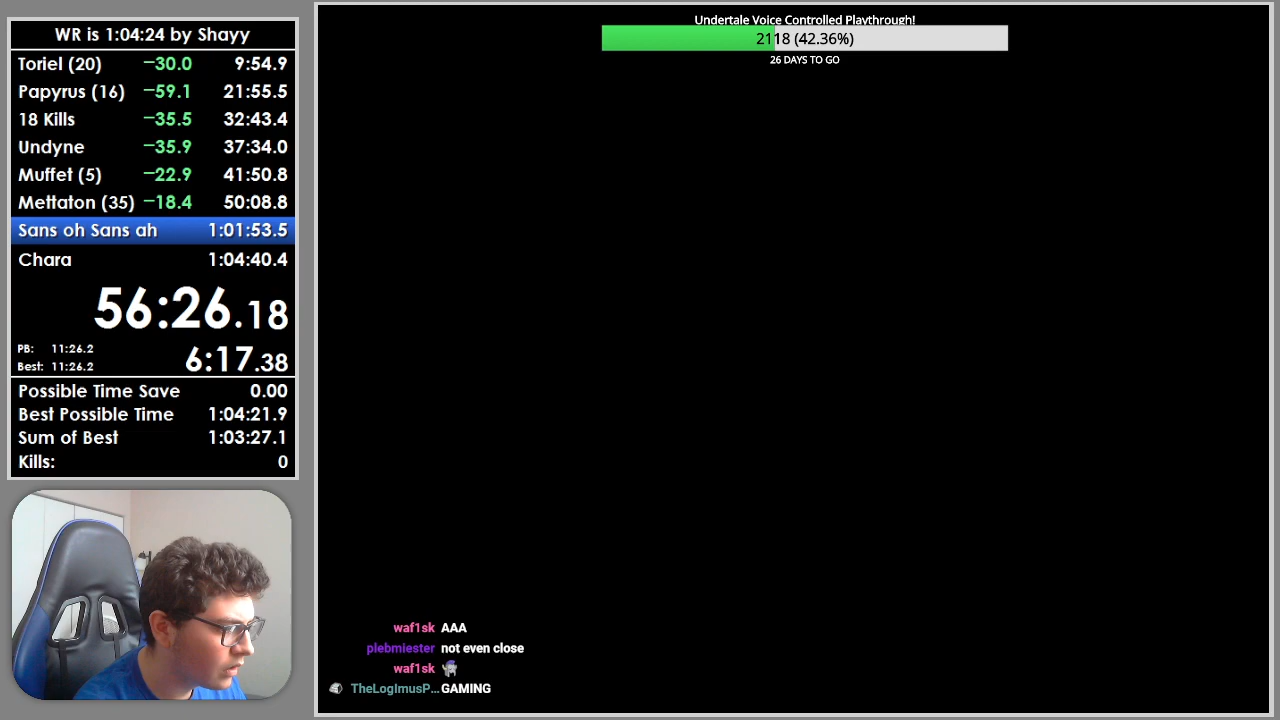 WR is 1:04:24 by Shayy
Toriel (20) −30.0 9:54.9
Papyrus (16) −59.1 21:55.5
18 Kills −35.5 32:43.4
Undyne −35.9 37:34.0
Muffet (5) −22.9 41:50.8
Mettaton (35) −18.4 50:08.8
Sans oh Sans ah 1:01:53.5
Chara 1:04:40.4
56:26.18
PB: 11:26.2
Best: 11:26.2
6:17.38
Possible Time Save 0.00
Best Possible Time 1:04:21.9
Sum of Best 1:03:27.1
Kills: 0
Undertale Voice Controlled Playthrough!
2118 (42.36%)
26 DAYS TO GO
waf1sk AAA
plebmiester not even close
waf1sk
TheLogImusP... GAMING